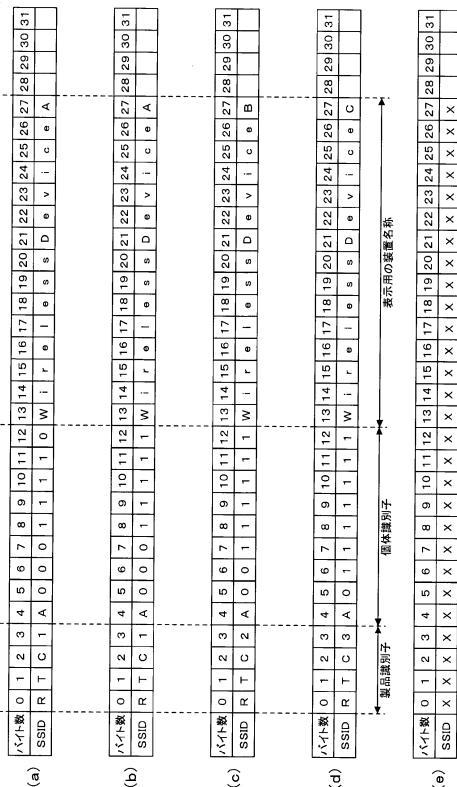 (a)
バイト数 0 1 2 3 4 5 6 7 8 9 10 11 12 13 14 15 16 17 18 19 20 21 22 23 24 25 26 27 28 29 30 31
SSID R T C 1 A 0 0 0 1 1 1 1 0 W i r e l e s s D e v i c e A
(b)
バイト数 0 1 2 3 4 5 6 7 8 9 10 11 12 13 14 15 16 17 18 19 20 21 22 23 24 25 26 27 28 29 30 31
SSID R T C 1 A 0 0 0 1 1 1 1 1 W i r e l e s s D e v i c e A
(c)
バイト数 0 1 2 3 4 5 6 7 8 9 10 11 12 13 14 15 16 17 18 19 20 21 22 23 24 25 26 27 28 29 30 31
SSID R T C 2 A 0 0 1 1 1 1 1 1 W i r e l e s s D e v i c e B
(d)
バイト数 0 1 2 3 4 5 6 7 8 9 10 11 12 13 14 15 16 17 18 19 20 21 22 23 24 25 26 27 28 29 30 31
SSID R T C 3 A 0 1 1 1 1 1 1 1 W i r e l e s s D e v i c e C
製品識別子 個体識別子 表示用の装置名称
(e)
バイト数 0 1 2 3 4 5 6 7 8 9 10 11 12 13 14 15 16 17 18 19 20 21 22 23 24 25 26 27 28 29 30 31
SSID X X X X X X X X X X X X X X X X X X X X X X X X X X X X